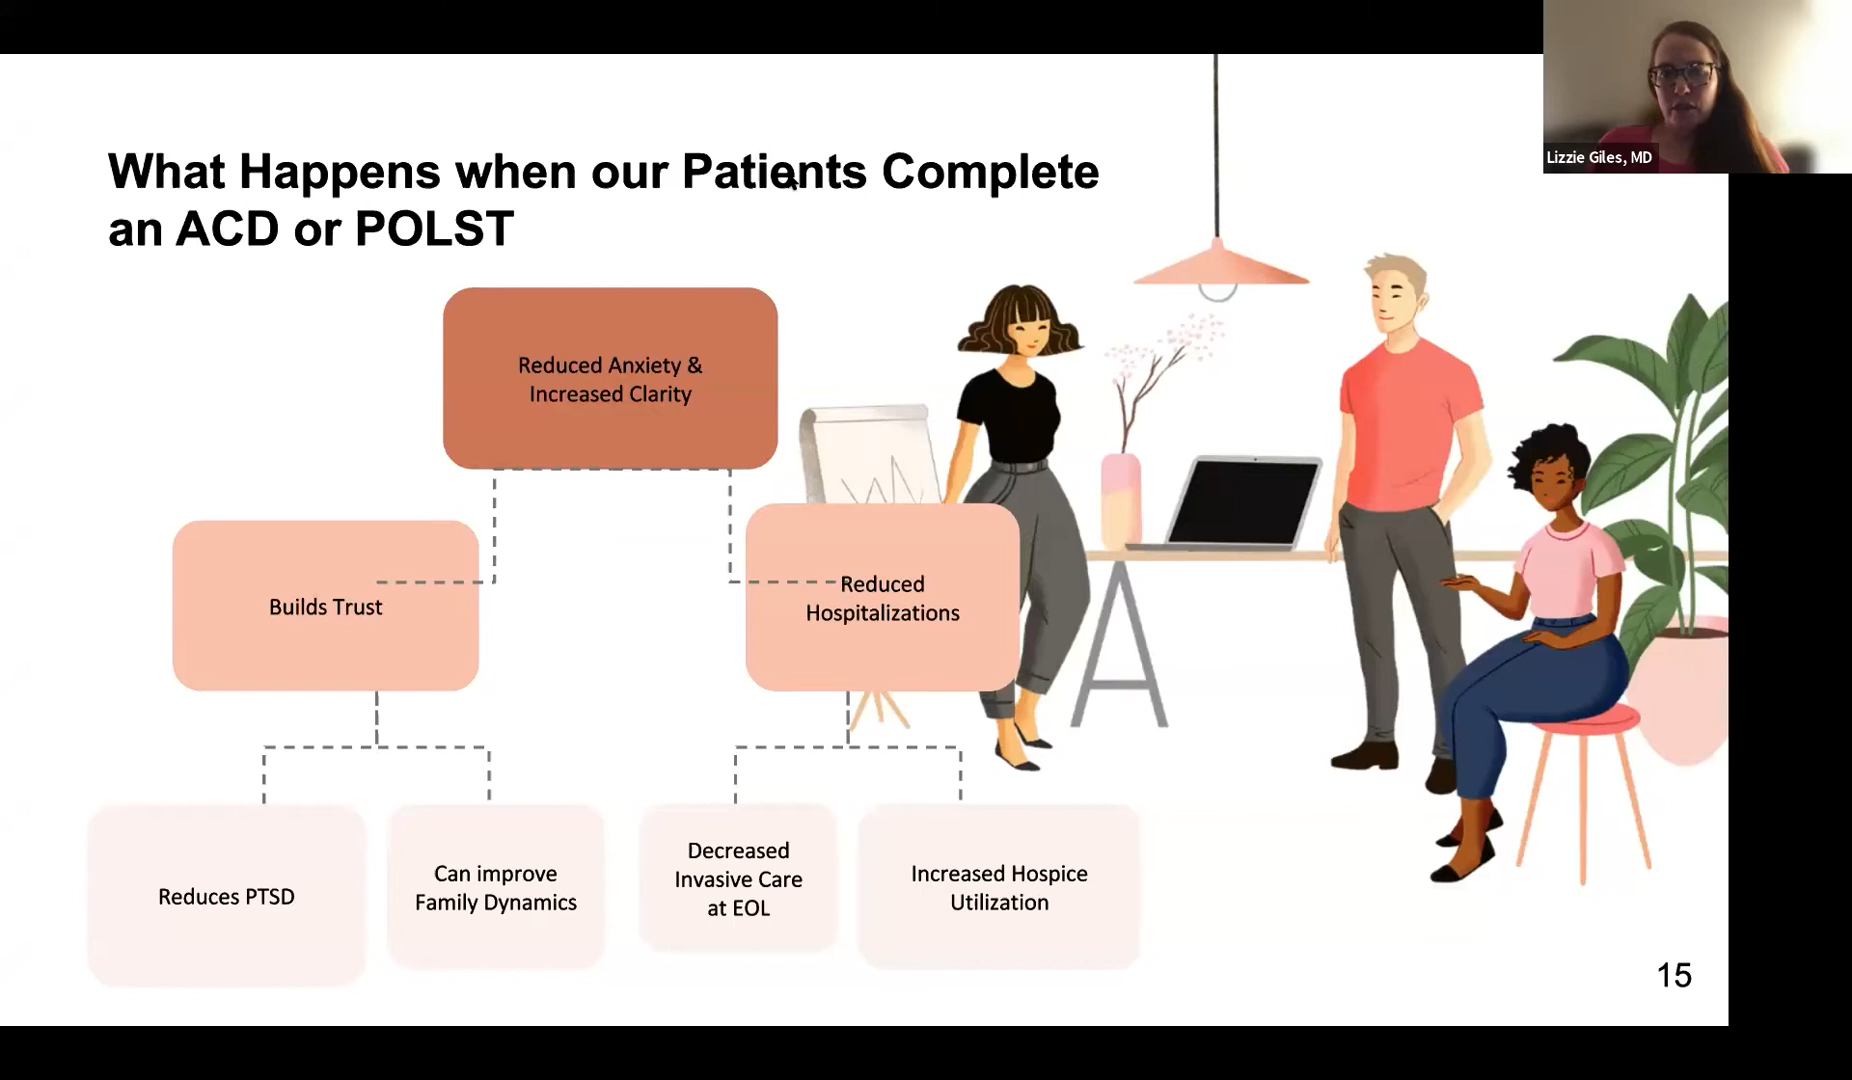 Lizzie Giles, MD
What Happens when our Patients Complete
an ACD or POLST
Reduced Anxiety &
Increased Clarity
Builds Trust
Reduced
Hospitalizations
Reduces PTSD
Can improve
Family Dynamics
Decreased
Invasive Care
at EOL
Increased Hospice
Utilization
15